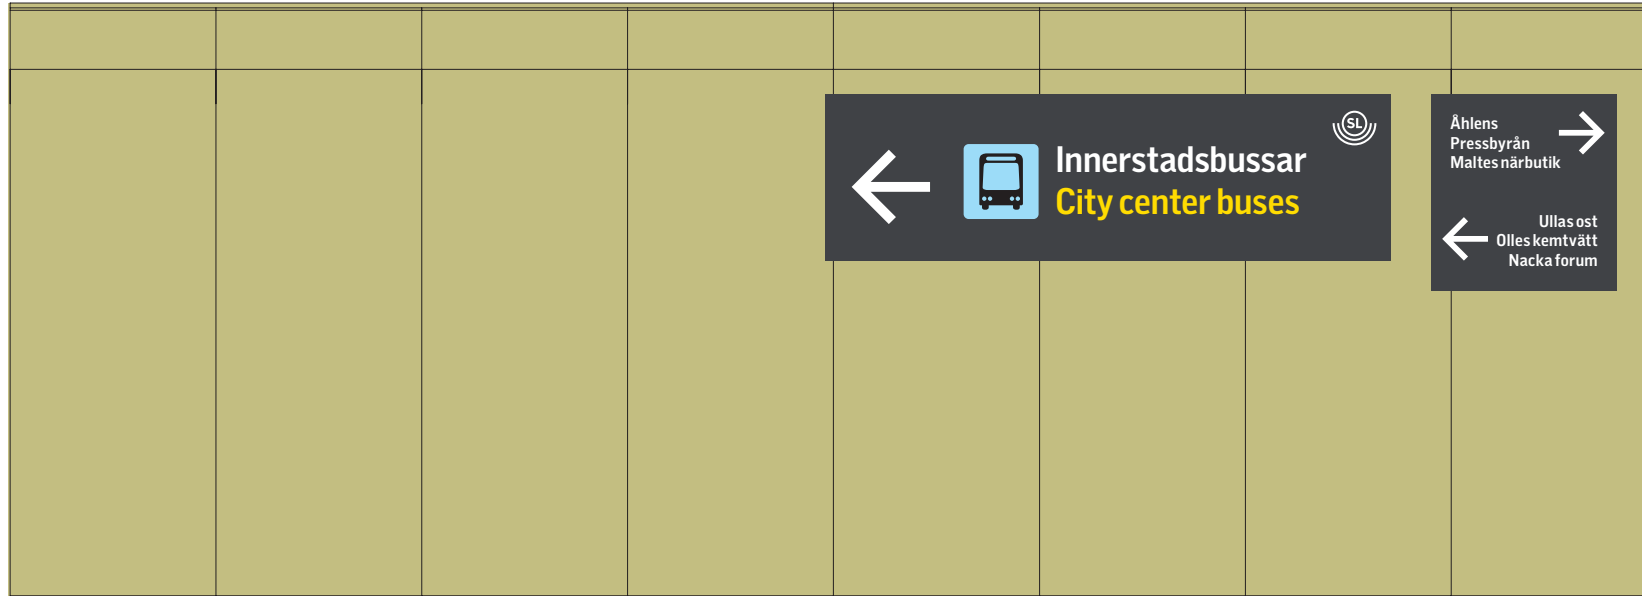 SL
Innerstadsbussar
City center buses
Åhlens
Pressbyrån
Maltes närbutik
Ullas ost
Olles kemtvätt
Nacka forum